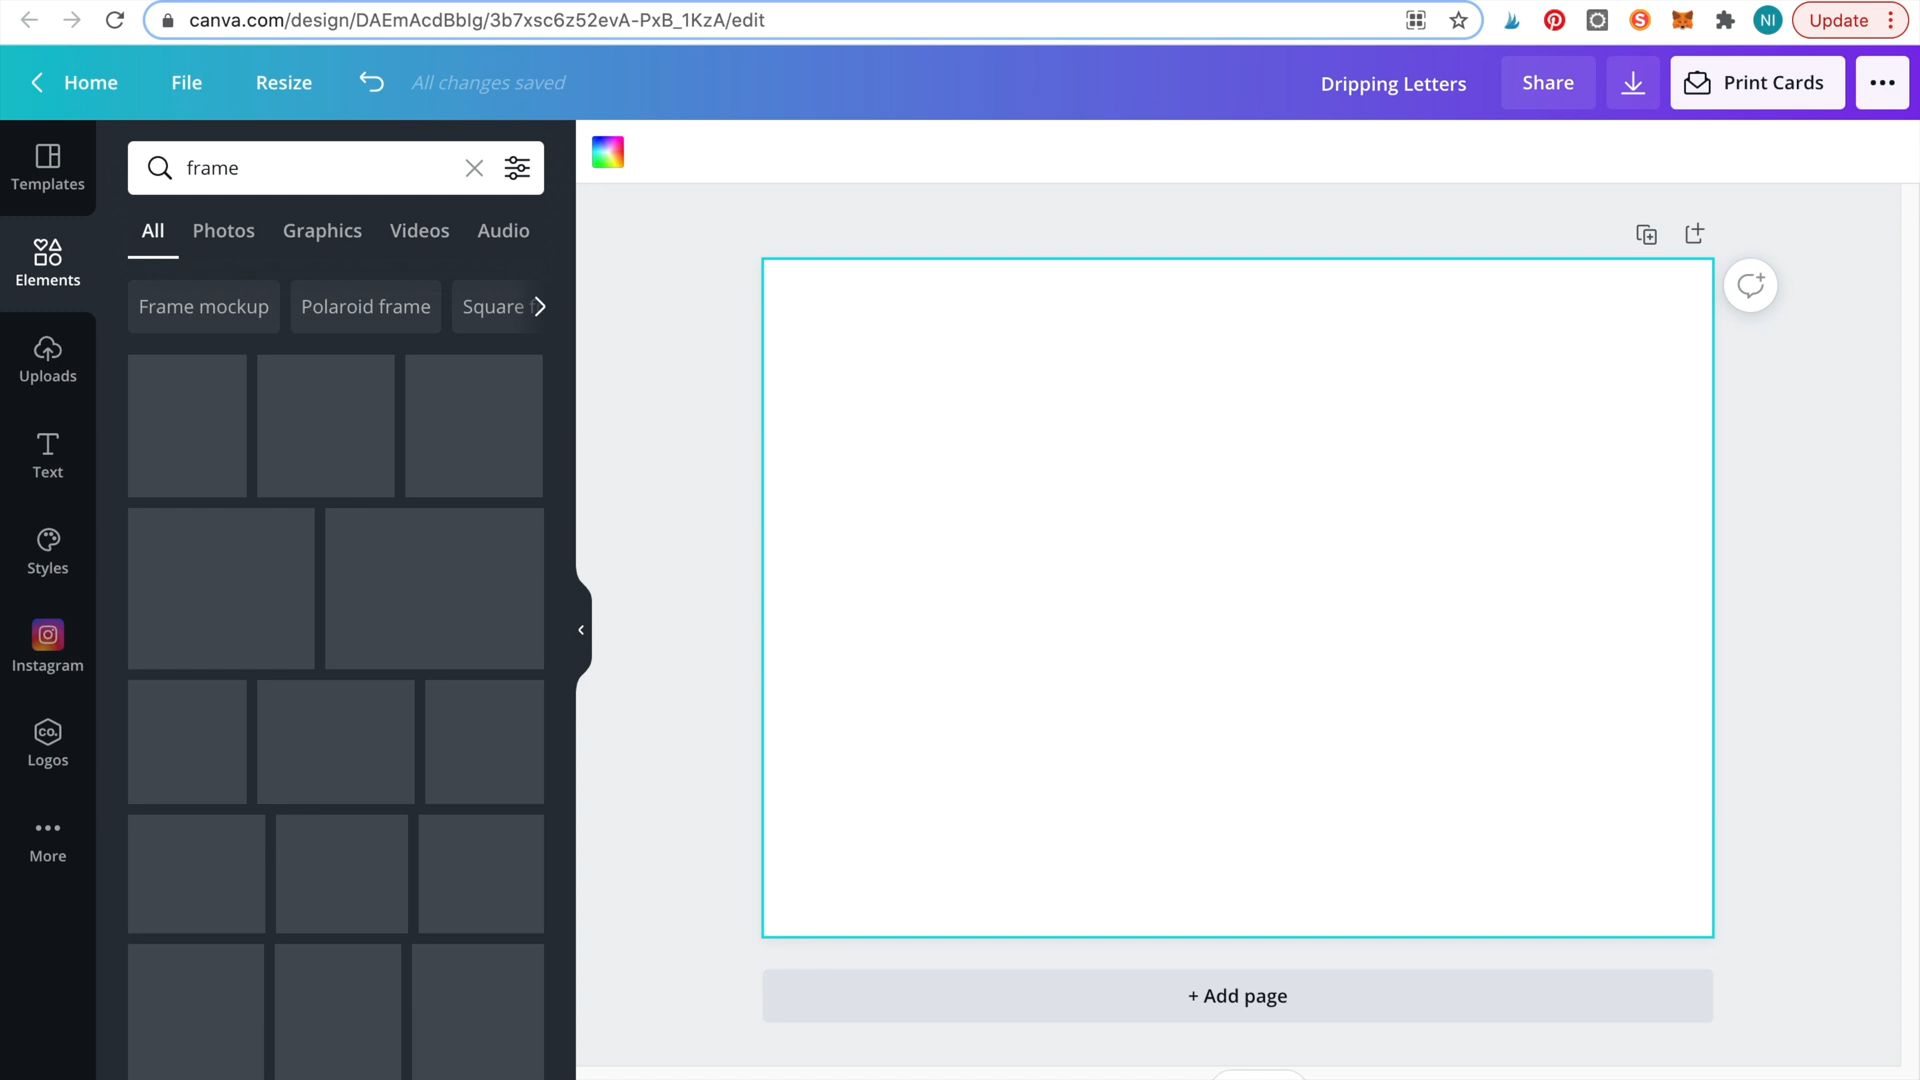 canva.com/design/DAEmAcdBbIg/3b7xsc6z52evA-PxB_1KzA/edit
NI
Update
Home
File
Resize
All changes saved
Dripping Letters
Share
Print Cards
Templates
Elements
Uploads
Text
Styles
Instagram
CO.
Logos
More
frame
All
Photos
Graphics
Videos
Audio
Frame mockup
Polaroid frame
Square
+ Add page